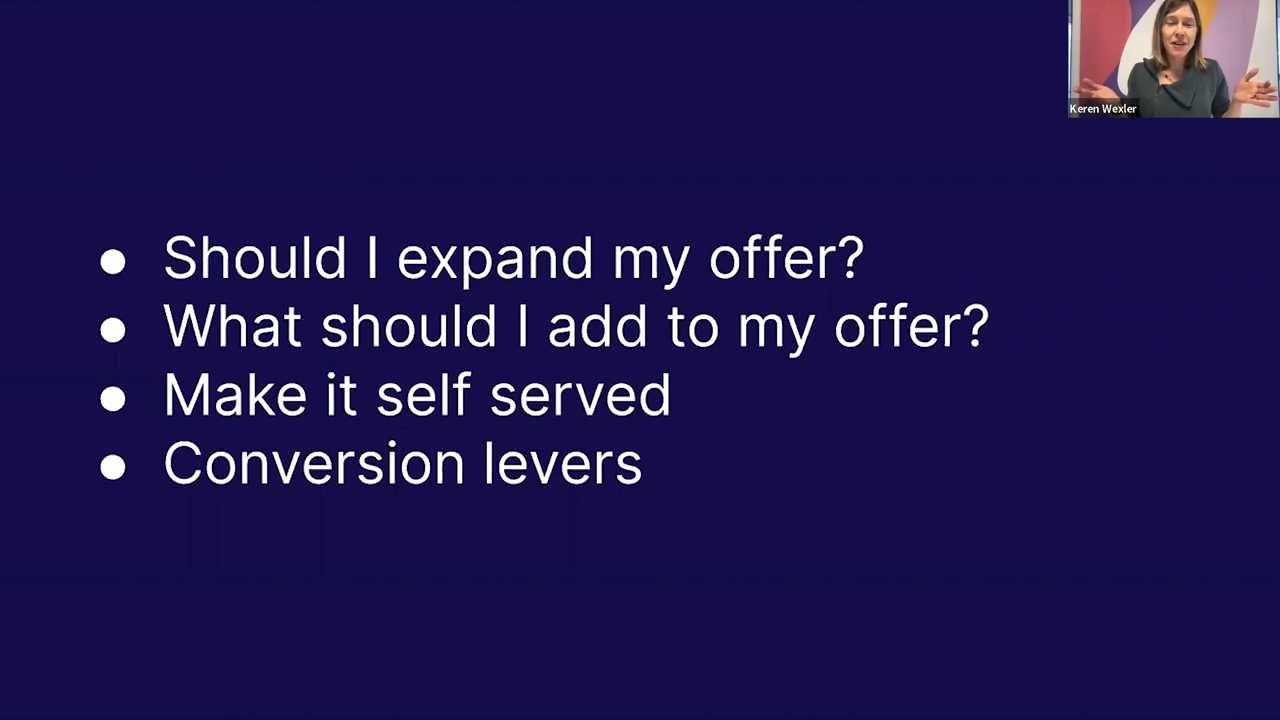 Keren Wexler
● Should I expand my offer?
● What should I add to my offer?
● Make it self served
● Conversion levers